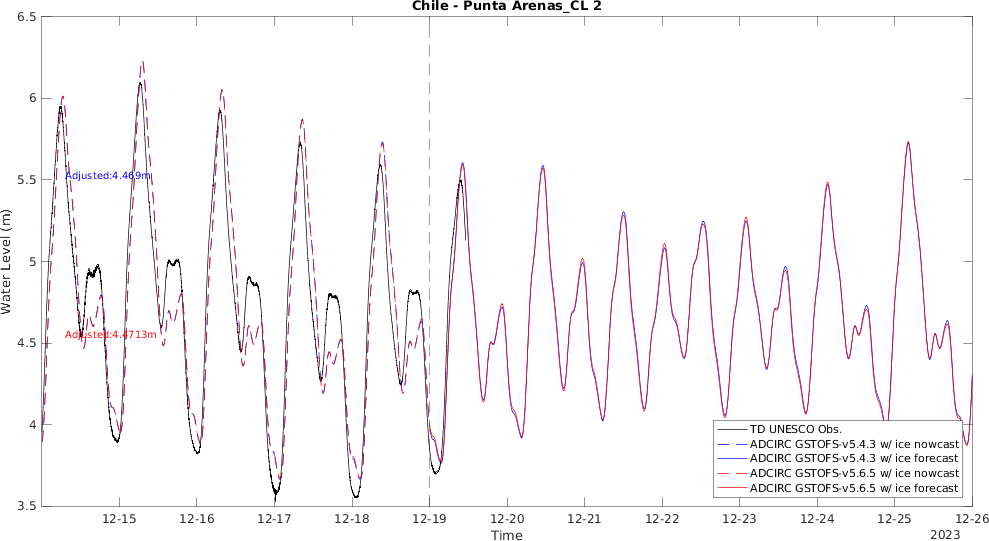 Chile - Punta Arenas_CL 2
6.5
6
5.5
5
4.5
4
3.5
Water Level (m)
Adjusted:4.469m
Adjusted:4.4713m
TD UNESCO Obs.
ADCIRC GSTOFS-v5.4.3 w/ ice nowcast
ADCIRC GSTOFS-v5.4.3 w/ ice forecast
ADCIRC GSTOFS-v5.6.5 w/ ice nowcast
ADCIRC GSTOFS-v5.6.5 w/ ice forecast
12-15 12-16 12-17 12-18 12-19 12-20 12-21 12-22 12-23 12-24 12-25 12-26
Time
2023